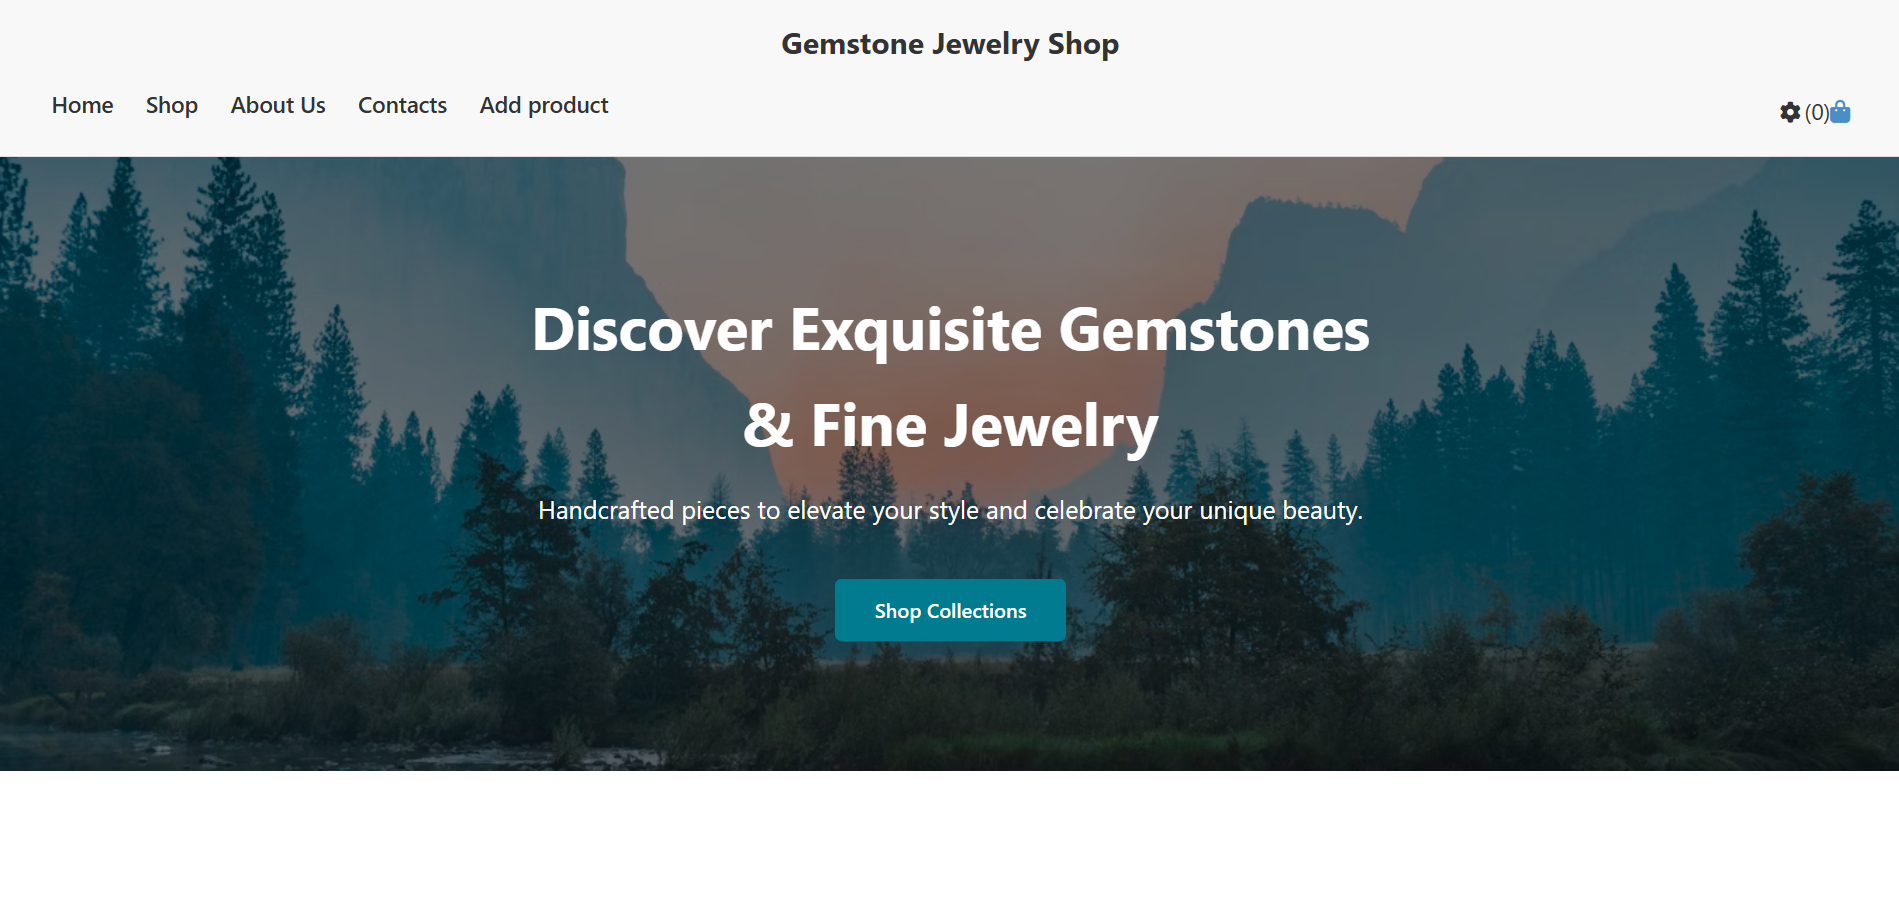 Gemstone Jewelry Shop
Home Shop About Us Contacts Add product
(0)
Discover Exquisite Gemstones
& Fine Jewelry
Handcrafted pieces to elevate your style and celebrate your unique beauty.
Shop Collections